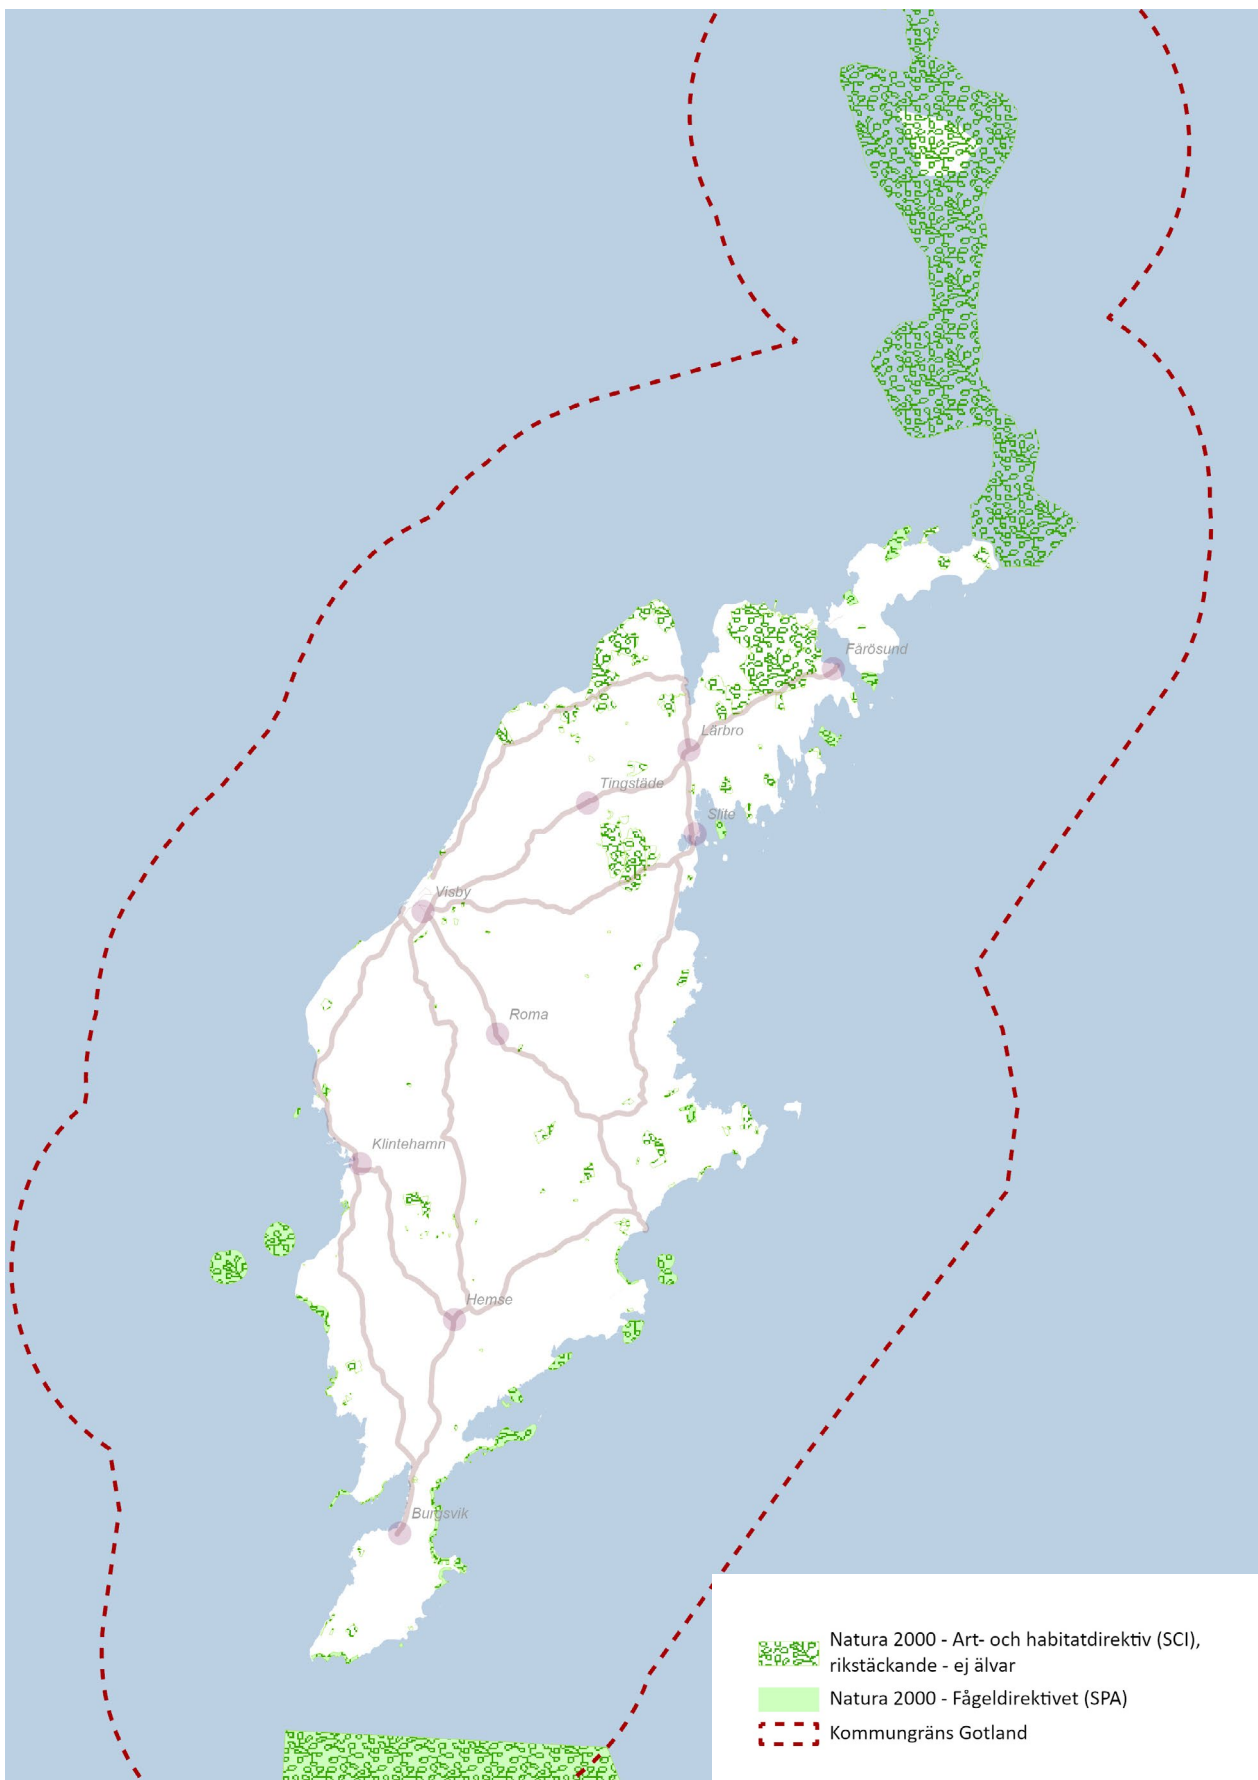 Fårösund
Lärbro
Tingstäde
Slite
Visby
Roma
Klintehamn
Hemse
Burgsvik
Natura 2000 - Art- och habitatdirektiv (SCI),
rikstäckande - ej älvar
Natura 2000 - Fågeldirektivet (SPA)
Kommungräns Gotland